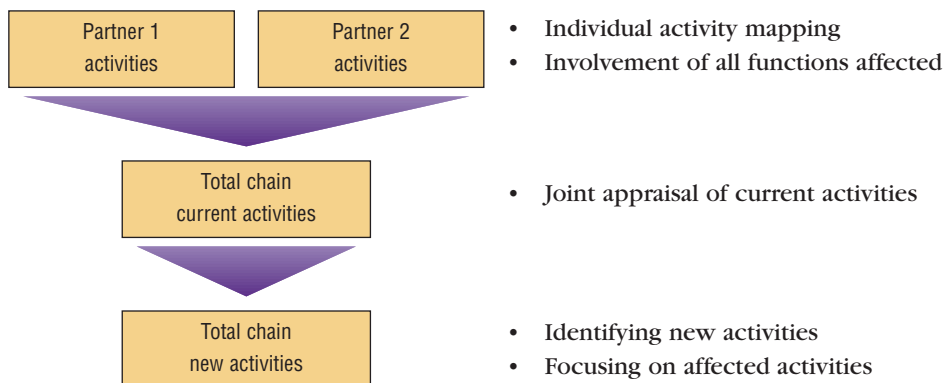 Partner 1
activities
Partner 2
activities
• Individual activity mapping
• Involvement of all functions affected
Total chain
current activities
• Joint appraisal of current activities
Total chain
new activities
• Identifying new activities
• Focusing on affected activities